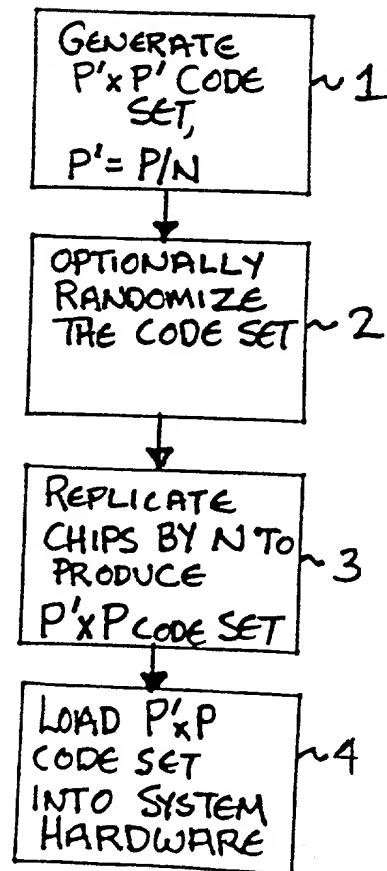 GENERATE
P'xP' CODE
SET,
P' = P/N
~ 1
OPTIONALLY
RANDOMIZE
THE CODE SET
~ 2
REPLICATE
CHIPS BY N TO
PRODUCE
P'xP CODE SET
~ 3
LOAD P'xP
CODE SET
INTO SYSTEM
HARDWARE
~ 4